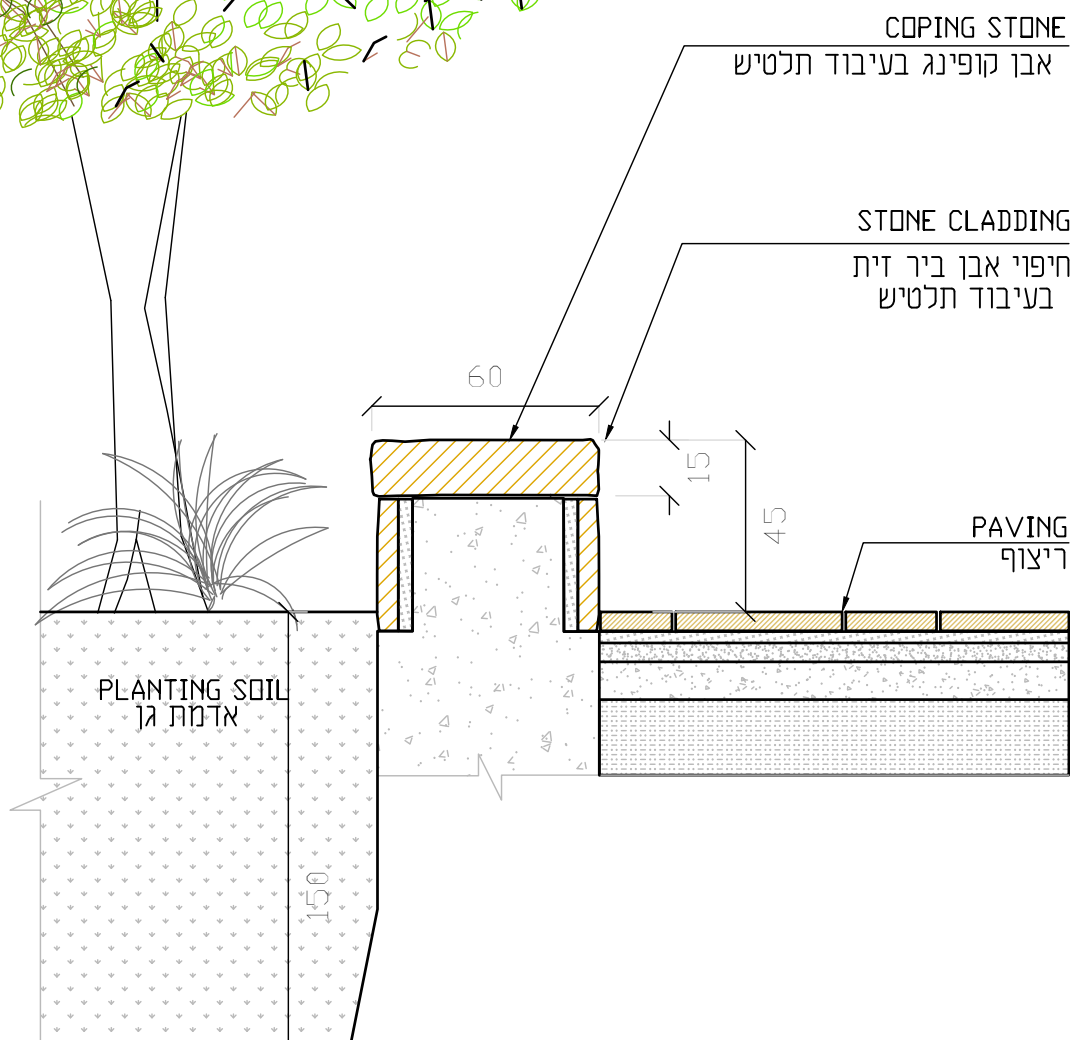 COPING STONE
אבן קופינג בעיבוד תלטיש
STONE CLADDING
חיפוי אבן ביר זית
בעיבוד תלטיש
60
15
45
PAVING
ריצוף
PLANTING SOIL
אדמת גן
150